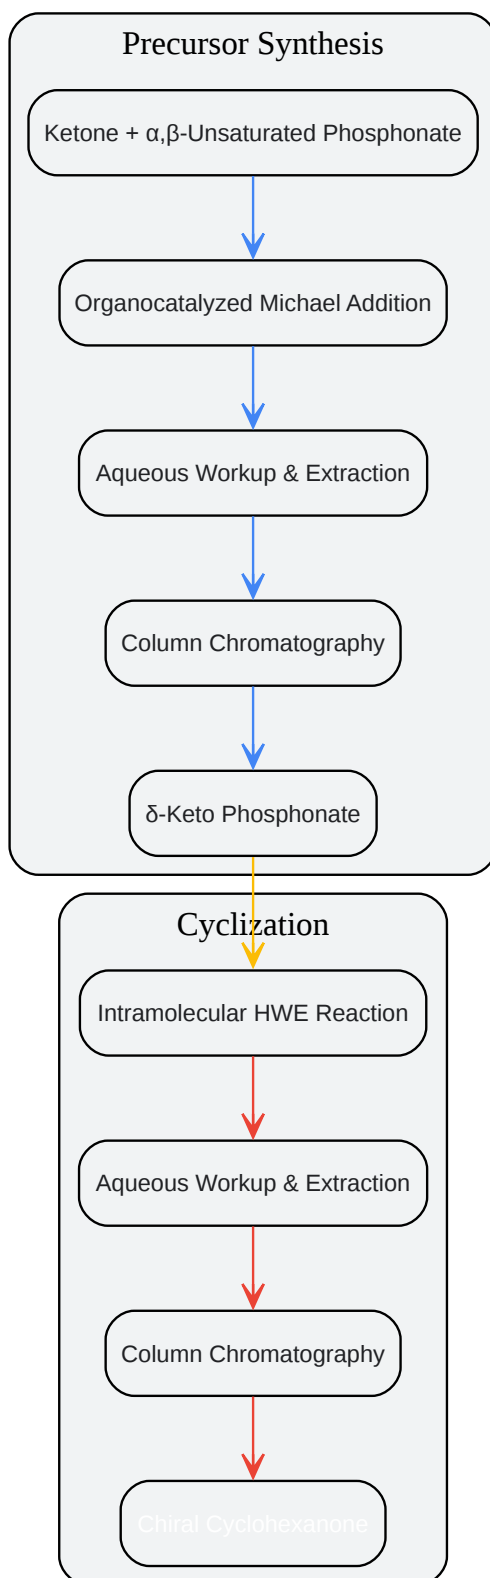 Precursor Synthesis
Ketone + α,β-Unsaturated Phosphonate
Organocatalyzed Michael Addition
Aqueous Workup & Extraction
Column Chromatography
δ-Keto Phosphonate
Cyclization
Intramolecular HWE Reaction
Aqueous Workup & Extraction
Column Chromatography
Chiral Cyclohexanone